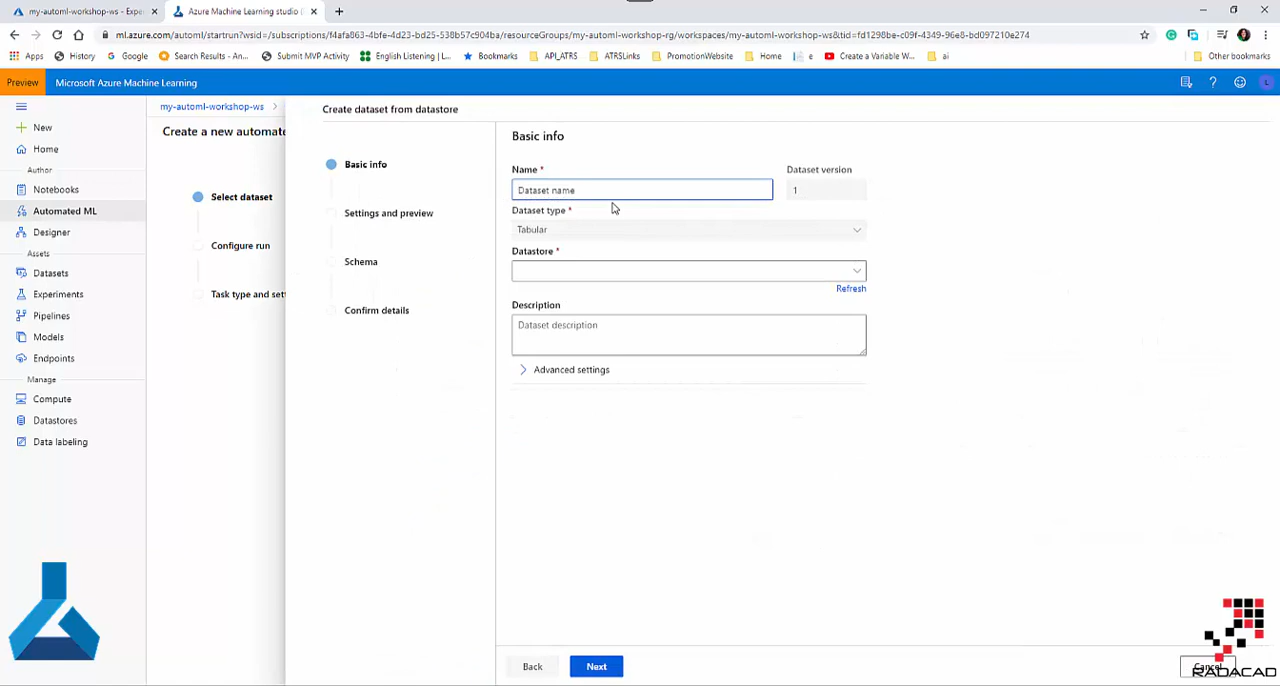 my-automl-workshop-ws - Expe
Azure Machine Learning studio (
ml.azure.com/automl/startrun?wsid=/subscriptions/f4afa863-4bfe-4d23-bd25-538b57c904ba/resourceGroups/my-automl-workshop-rg/workspaces/my-automl-workshop-ws&tid=fd1298be-c09f-4349-96e8-bd097210e274
Apps
History
Google
Search Results - An...
Submit MVP Activity
English Listening |...
Bookmarks
API_ATRS
ATRSLinks
PromotionWebsite
Home
e
Create a Variable W...
ai
Other bookmarks
Preview
Microsoft Azure Machine Learning
New
Home
Author
Notebooks
Automated ML
Designer
Assets
Datasets
Experiments
Pipelines
Models
Endpoints
Manage
Compute
Datastores
Data labeling
my-automl-workshop-ws
Create a new automate
Select dataset
Configure run
Task type and sett
Create dataset from datastore
Basic info
Settings and preview
Schema
Confirm details
Basic info
Name *
Dataset version
Dataset name
1
Dataset type *
Tabular
Datastore *
Refresh
Description
Dataset description
Advanced settings
Back
Next
Cancel
RADACAD